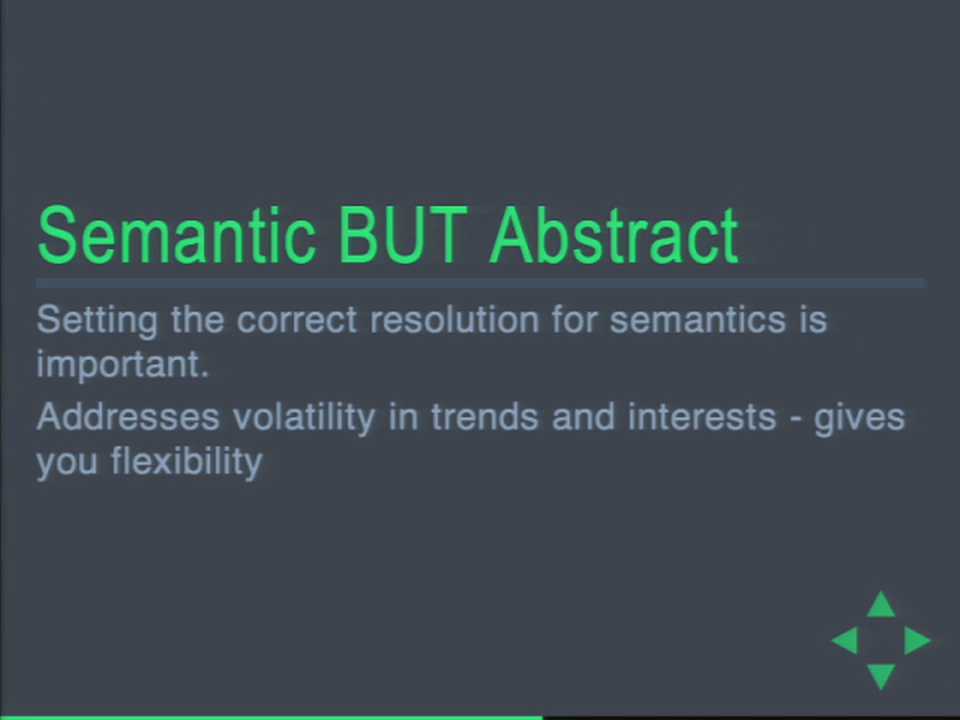 Semantic BUT Abstract
Setting the correct resolution for semantics is
important.
Addresses volatility in trends and interests - gives
you flexibility